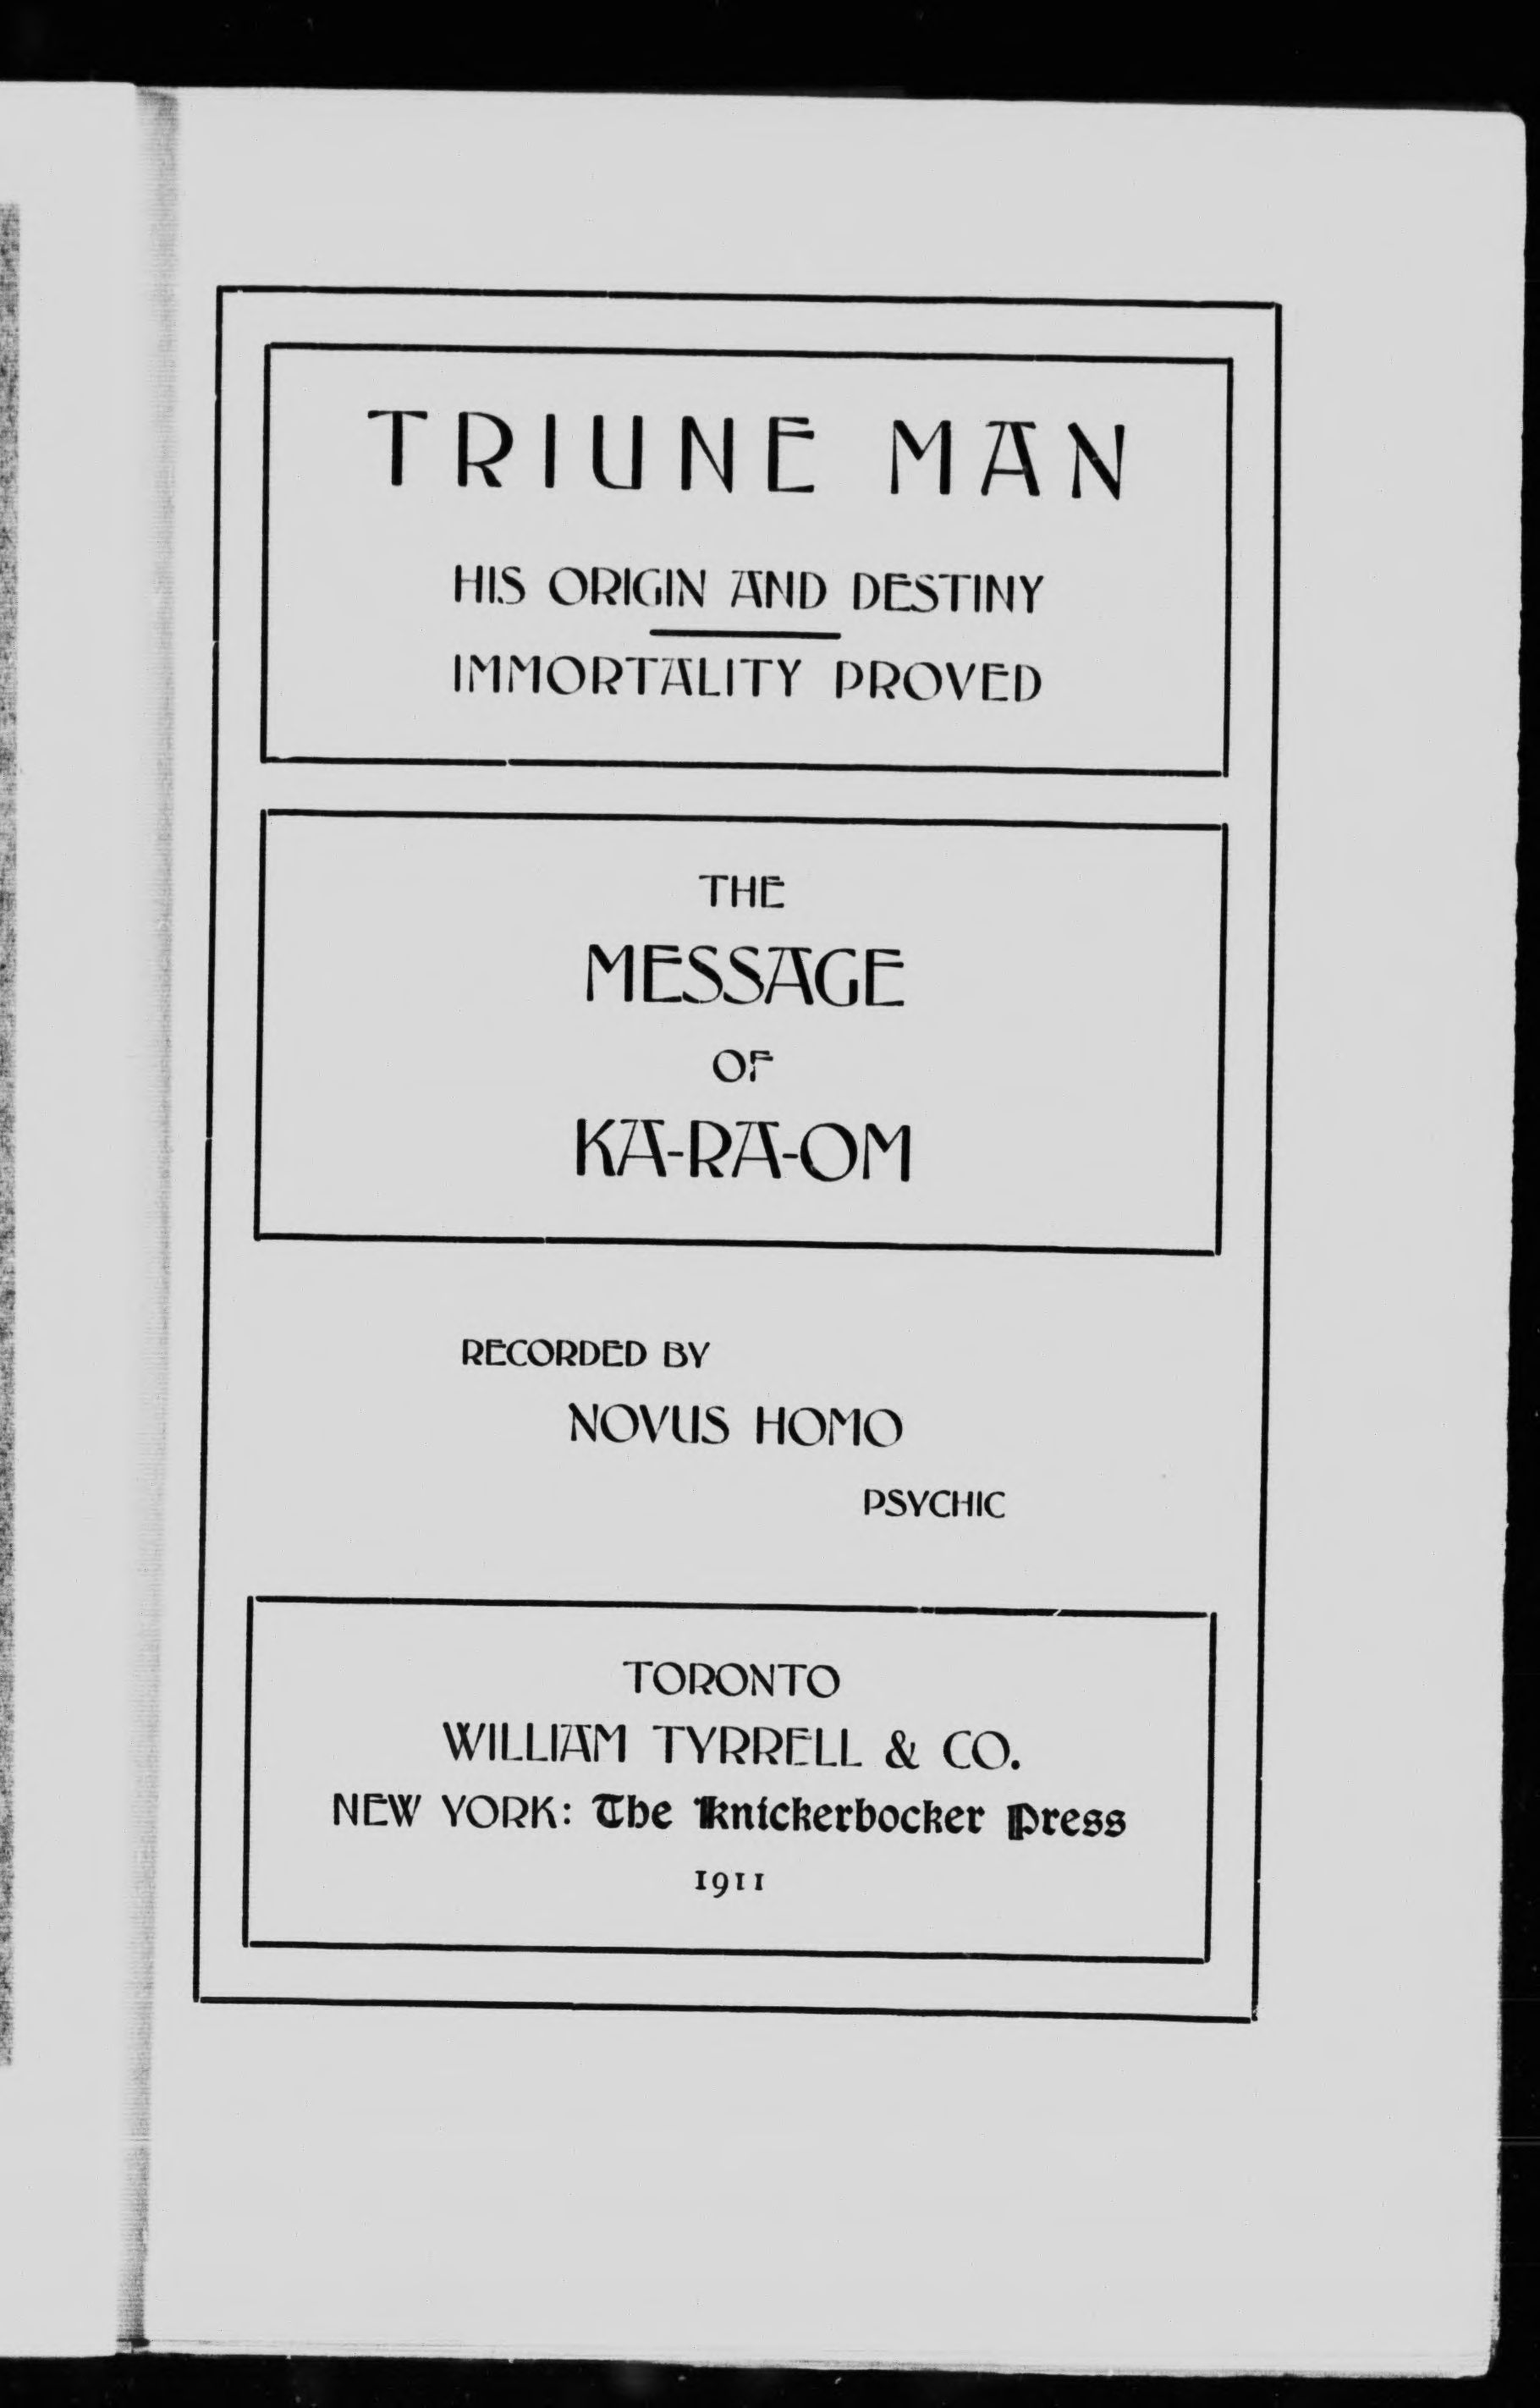 TRIUNE MAN
HIS ORIGIN AND DESTINY
IMMORTALITY PROVED
THE
MESSAGE
OF
KA-RA-OM
RECORDED BY
NOVUS HOMO
PSYCHIC
TORONTO
WILLIAM TYRRELL & CO.
NEW YORK: The Knickerbocker Press
1911